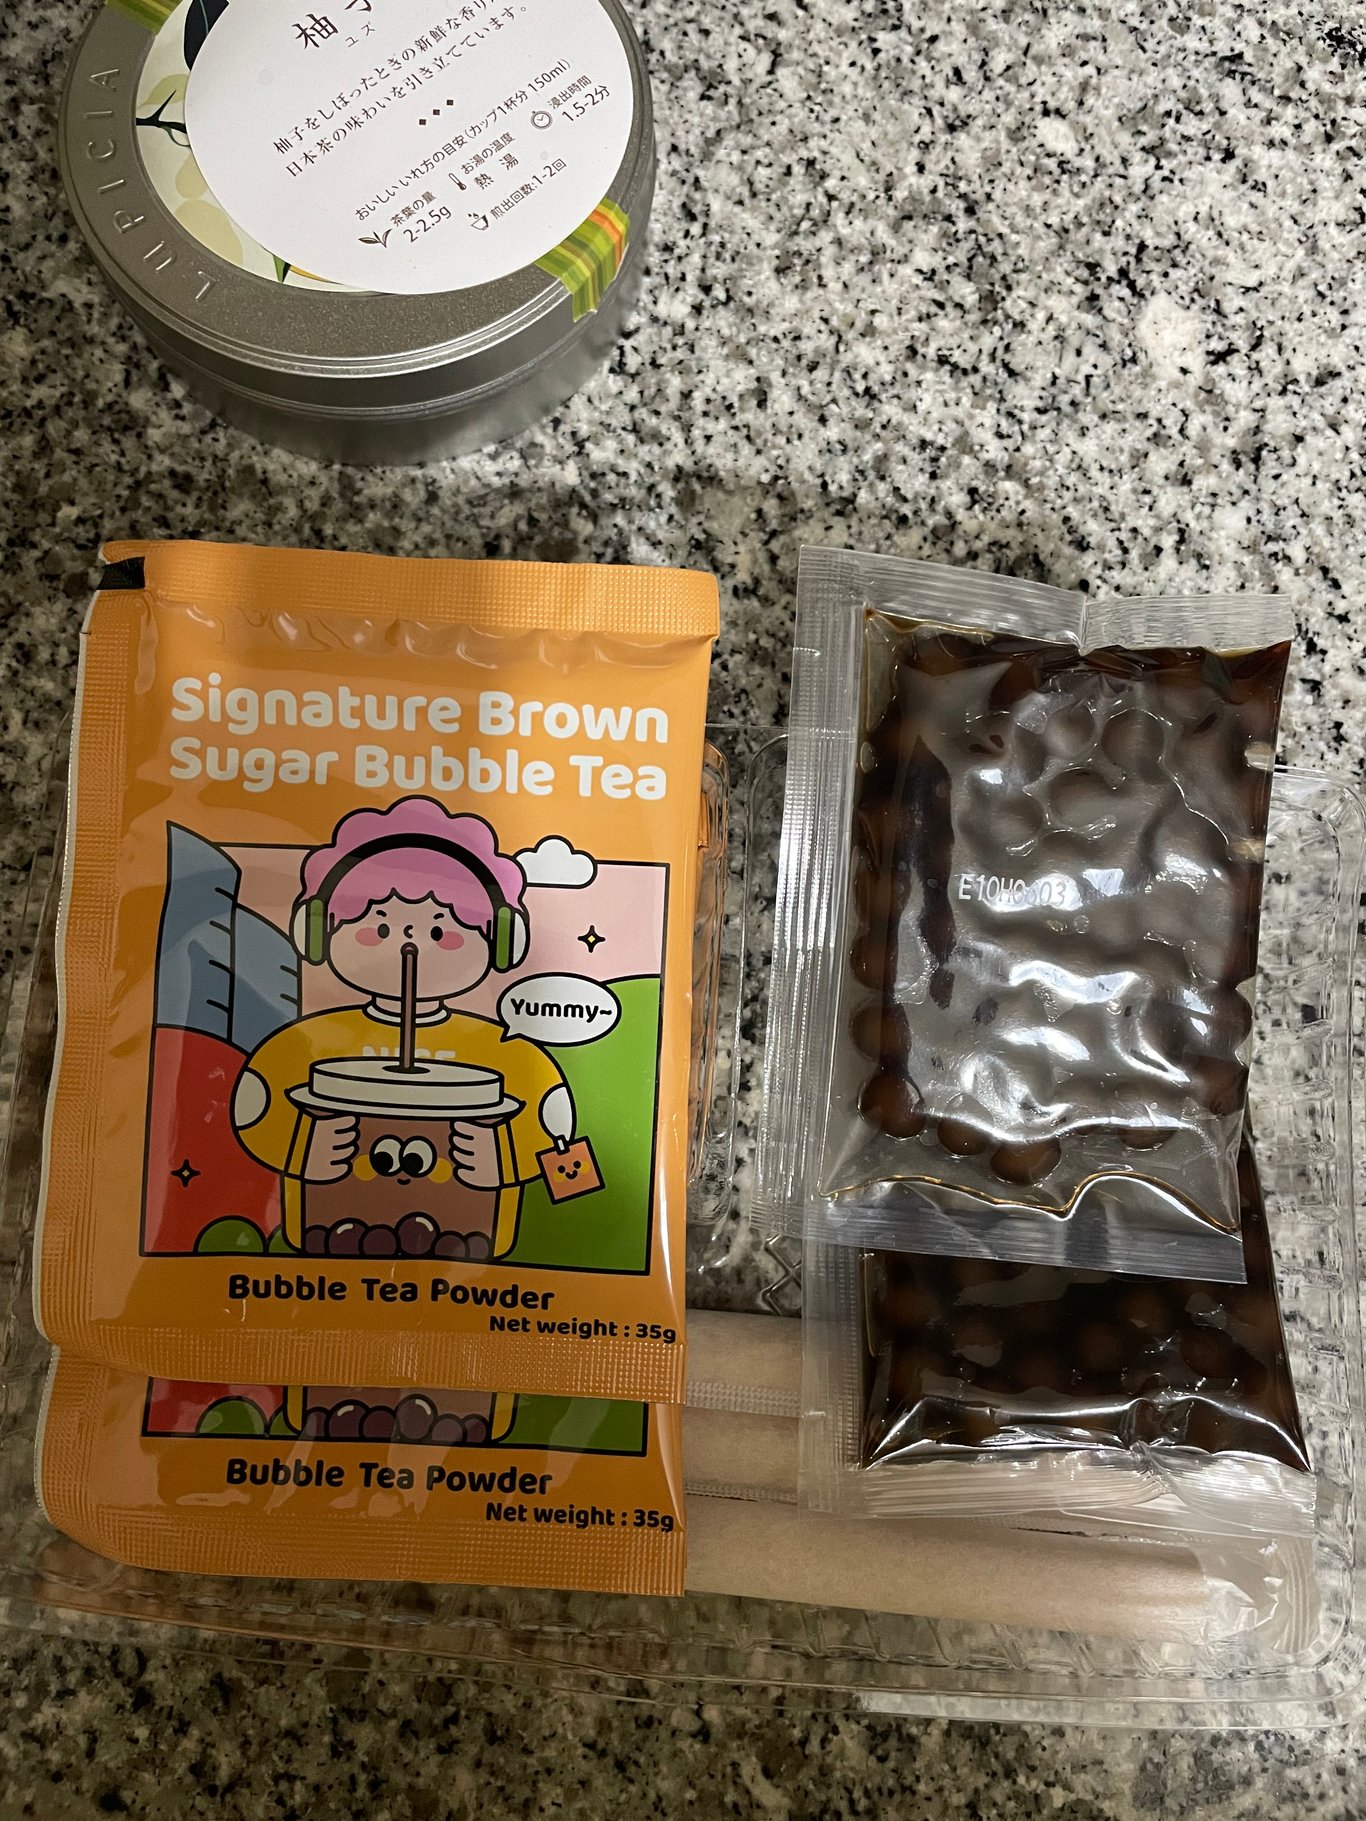 LUPICIA
柚子
ユズ
柚子をしぼったときの新鮮な香りが
日本茶の味わいを引き立てています。
おいしいいれ方の目安(カップ1杯分 150ml)
茶葉の量
2-2.5g
お湯の温度
熱 湯
浸出時間
1.5-2分
煎出回数:1-2回
Signature Brown
Sugar Bubble Tea
Yummy~
Bubble Tea Powder
Net weight : 35g
Bubble Tea Powder
Net weight : 35g